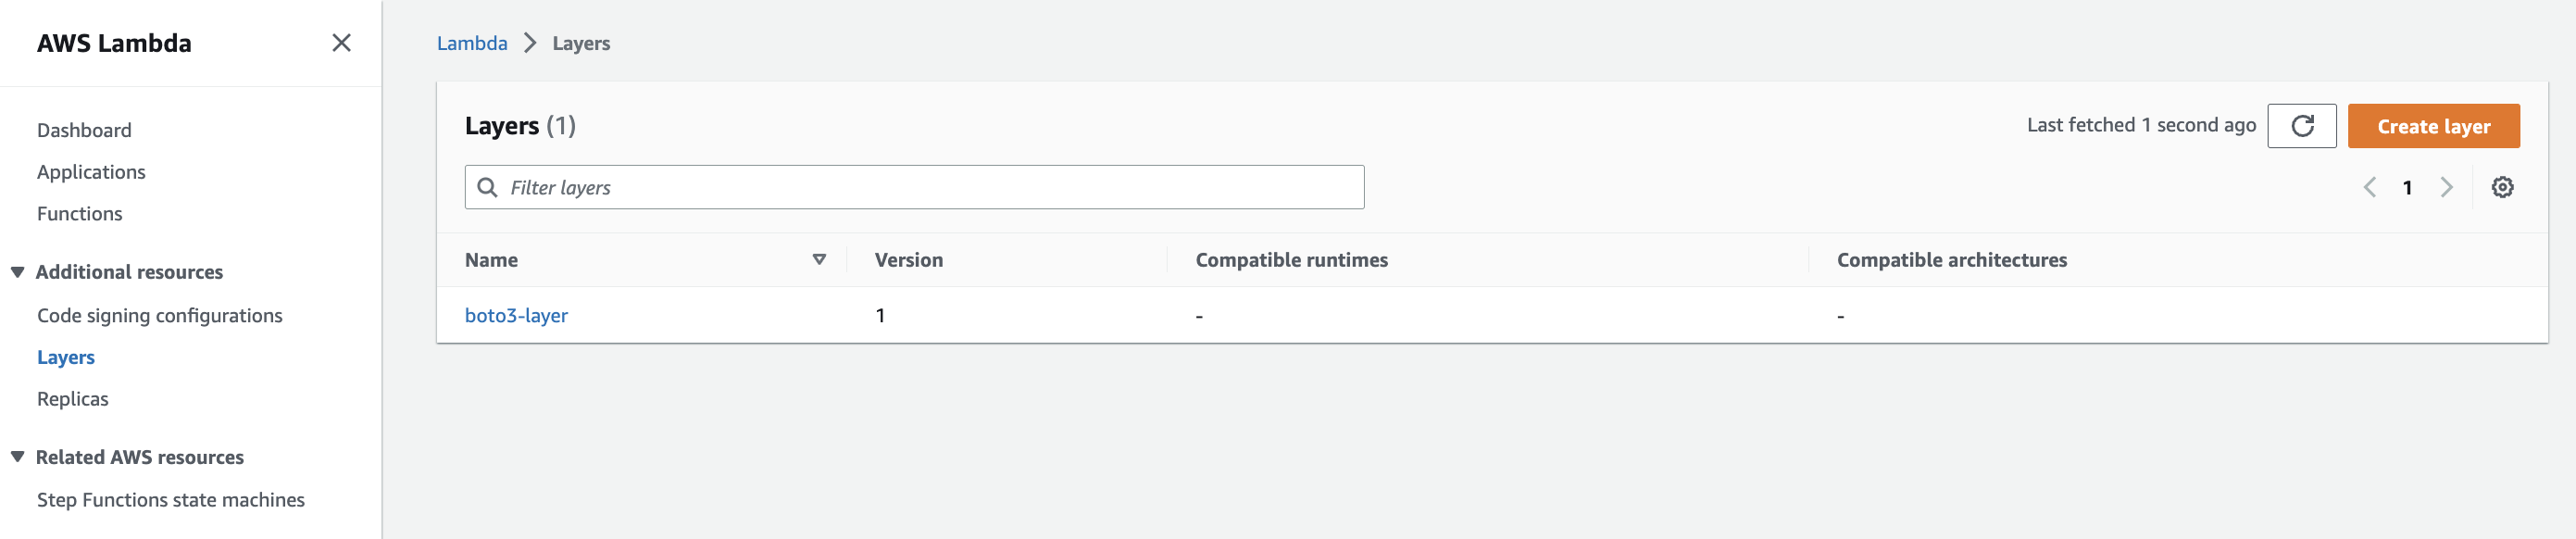 AWS Lambda
Dashboard
Applications
Functions
Additional resources
Code signing configurations
Layers
Replicas
Related AWS resources
Step Functions state machines
Lambda > Layers
Layers (1)
Last fetched 1 second ago
Create layer
Filter layers
1
Name Version Compatible runtimes Compatible architectures
boto3-layer 1 - -